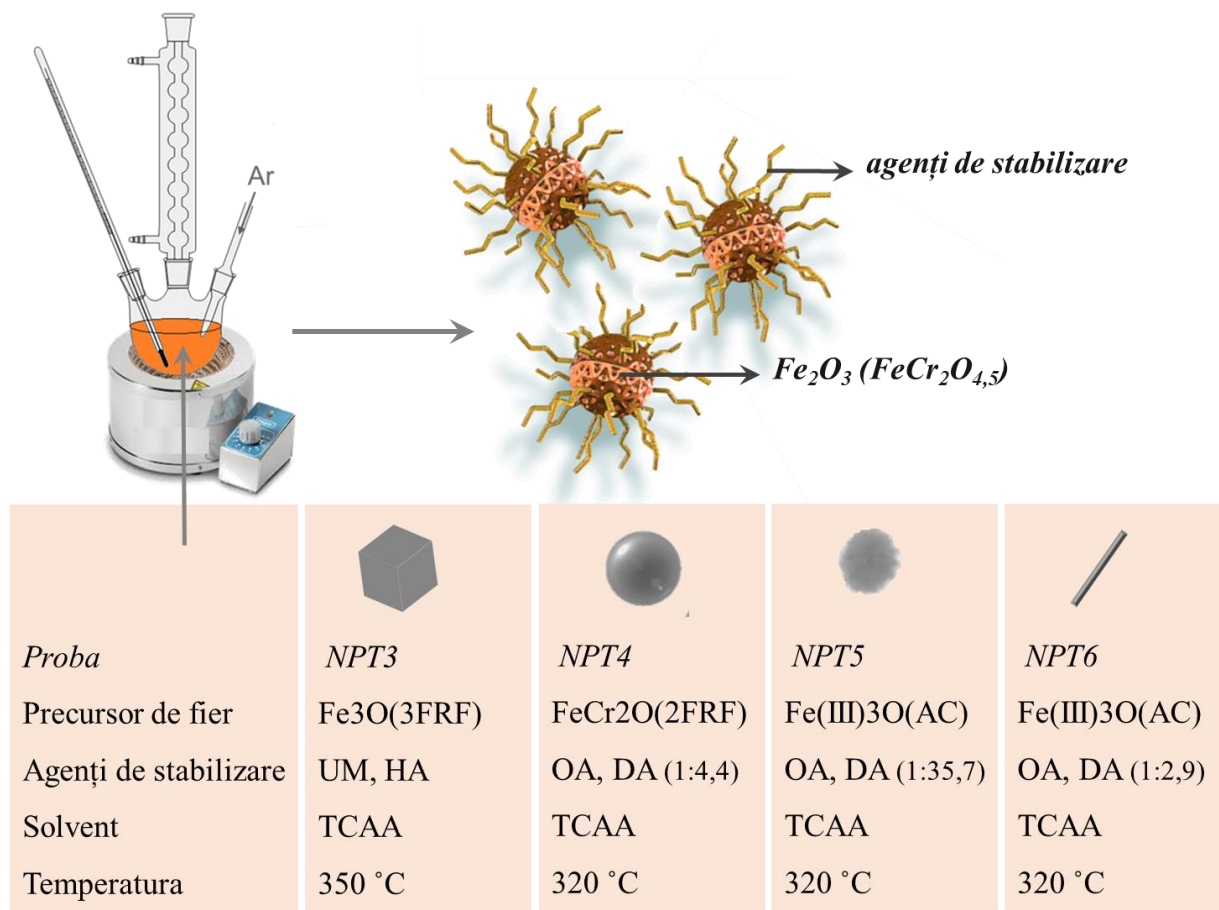 Ar
agenți de stabilizare
Fe2O3 (FeCr2O4,5)
Proba NPT3 NPT4 NPT5 NPT6
Precursor de fier Fe3O(3FRF) FeCr2O(2FRF) Fe(III)3O(AC) Fe(III)3O(AC)
Agenți de stabilizare UM, HA OA, DA (1:4,4) OA, DA (1:35,7) OA, DA (1:2,9)
Solvent TCAA TCAA TCAA TCAA
Temperatura 350 ˚C 320 ˚C 320 ˚C 320 ˚C